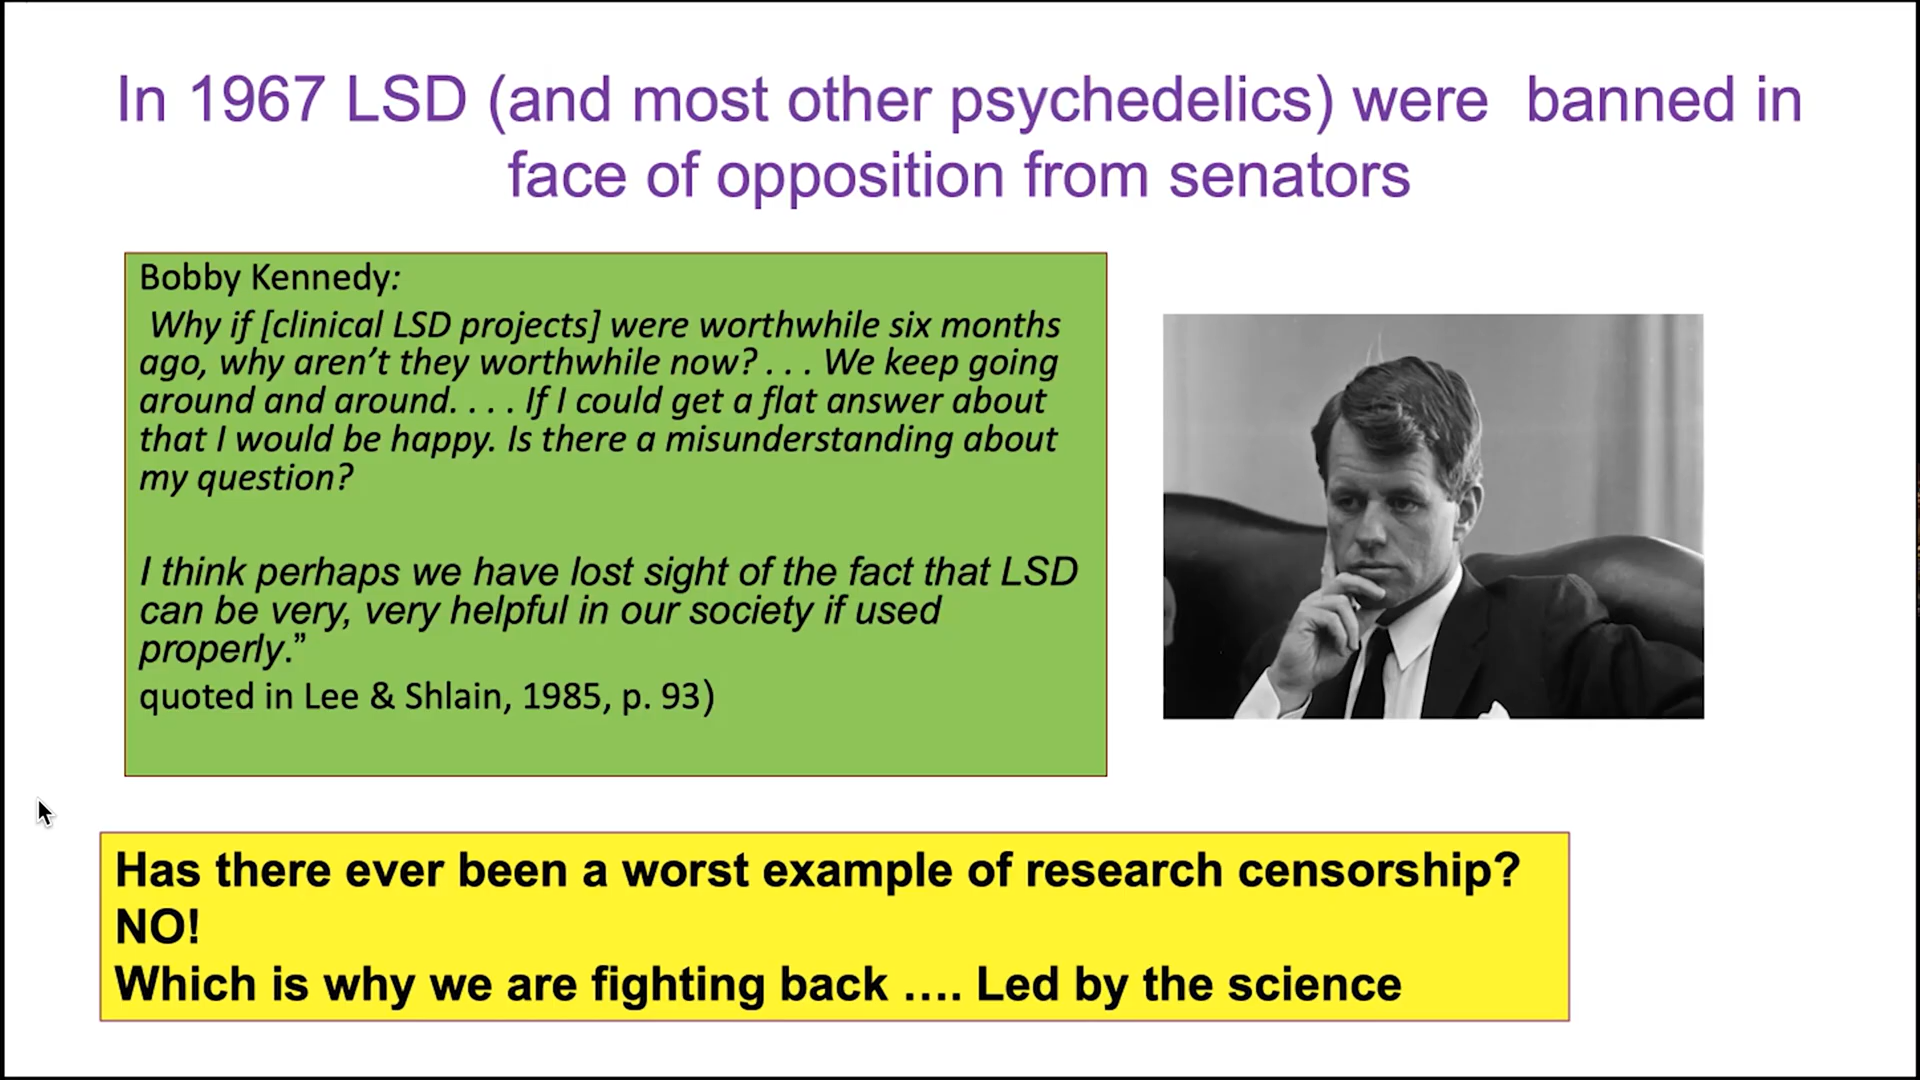 In 1967 LSD (and most other psychedelics) were banned in
face of opposition from senators
Bobby Kennedy:
Why if [clinical LSD projects] were worthwhile six months
ago, why aren’t they worthwhile now? . . . We keep going
around and around. . . . If I could get a flat answer about
that I would be happy. Is there a misunderstanding about
my question?
I think perhaps we have lost sight of the fact that LSD
can be very, very helpful in our society if used
properly.”
quoted in Lee & Shlain, 1985, p. 93)
Has there ever been a worst example of research censorship?
NO!
Which is why we are fighting back .... Led by the science